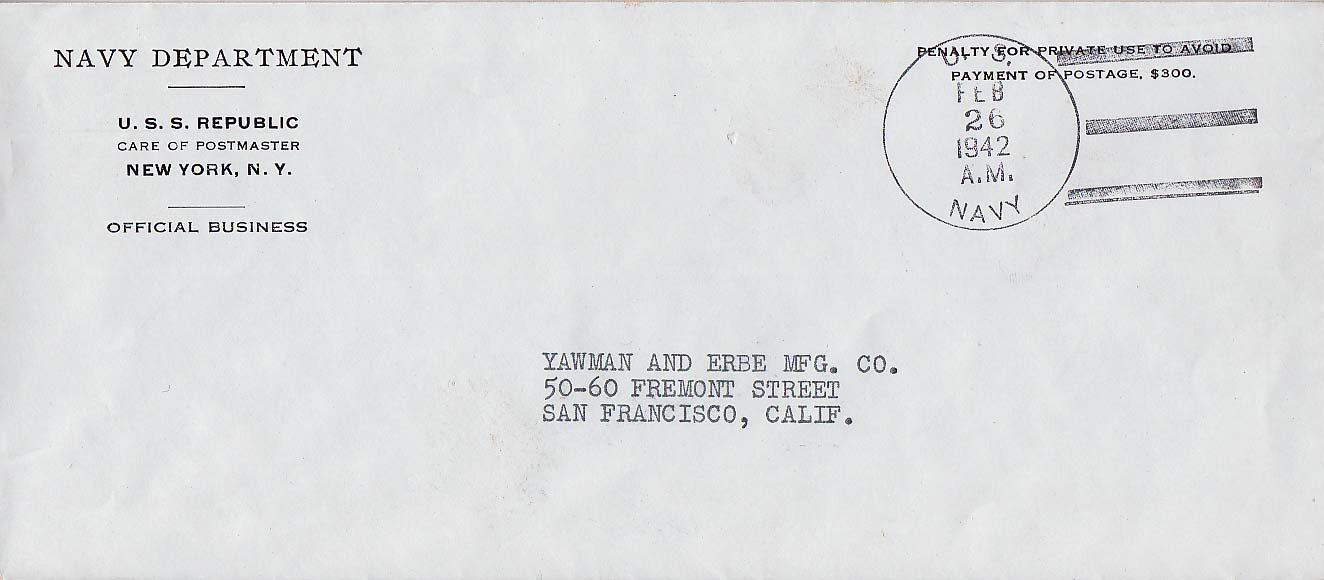 NAVY DEPARTMENT
U. S. S. REPUBLIC
CARE OF POSTMASTER
NEW YORK, N. Y.
OFFICIAL BUSINESS
PENALTY FOR PRIVATE USE TO AVOID
PAYMENT OF POSTAGE, $300.
U. S.
FEB
26
1942
A.M.
NAVY
YAWMAN AND ERBE MFG. CO.
50-60 FREMONT STREET
SAN FRANCISCO, CALIF.